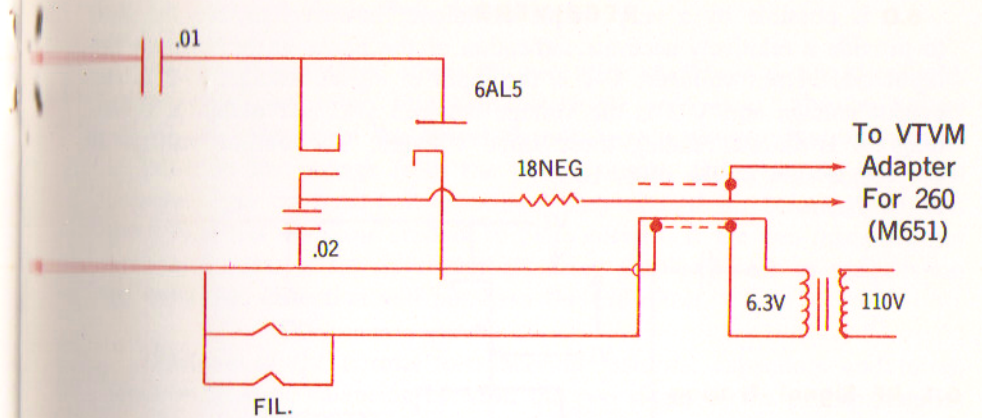 .01
6AL5
To VTVM
Adapter
For 260
(M651)
18NEG
.02
6.3V
110V
FIL.